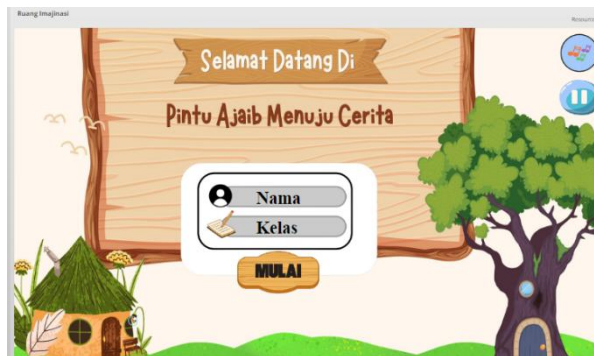 Ruang Imajinasi
Selamat Datang Di
Pintu Ajaib Menuju Cerita
Nama
Kelas
MULAI